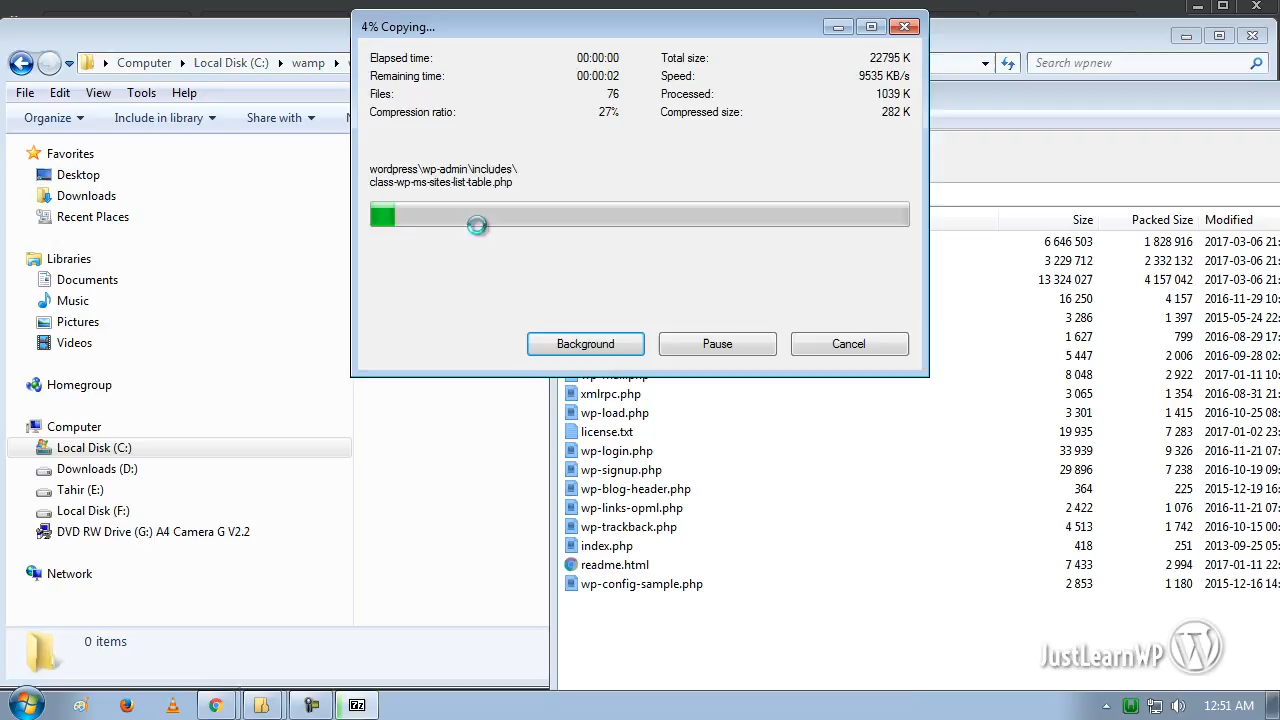 4% Copying...
Elapsed time: 00:00:00 Total size: 22795 K
Remaining time: 00:00:02 Speed: 9535 KB/s
Files: 76 Processed: 1039 K
Compression ratio: 27% Compressed size: 282 K
wordpress\wp-admin\includes\
class-wp-ms-sites-list-table.php
Background Pause Cancel
Computer Local Disk (C:) wamp
Search wpnew
File Edit View Tools Help
Organize Include in library Share with
Favorites
Desktop
Downloads
Recent Places
Libraries
Documents
Music
Pictures
Videos
Homegroup
Computer
Local Disk (C:)
Downloads (D:)
Tahir (E:)
Local Disk (F:)
DVD RW Drive (G:) A4 Camera G V2.2
Network
0 items
Size Packed Size Modified
6 646 503 1 828 916 2017-03-06 21:
3 229 712 2 332 132 2017-03-06 21:
13 324 027 4 157 042 2017-03-06 21:
16 250 4 157 2016-11-29 10:
3 286 1 397 2015-05-24 22:
1 627 799 2016-08-29 17:
5 447 2 006 2016-09-28 02:
8 048 2 922 2017-01-11 10:
xmlrpc.php 3 065 1 354 2016-08-31 21:
wp-load.php 3 301 1 415 2016-10-25 08:
license.txt 19 935 7 283 2017-01-02 23:
wp-login.php 33 939 9 326 2016-11-21 07:
wp-signup.php 29 896 7 238 2016-10-19 09:
wp-blog-header.php 364 225 2015-12-19 16:
wp-links-opml.php 2 422 1 076 2016-11-21 07:
wp-trackback.php 4 513 1 742 2016-10-15 00:
index.php 418 251 2013-09-25 05:
readme.html 7 433 2 994 2017-01-11 10:
wp-config-sample.php 2 853 1 180 2015-12-16 14:
JustLearnWP
7z
12:51 AM